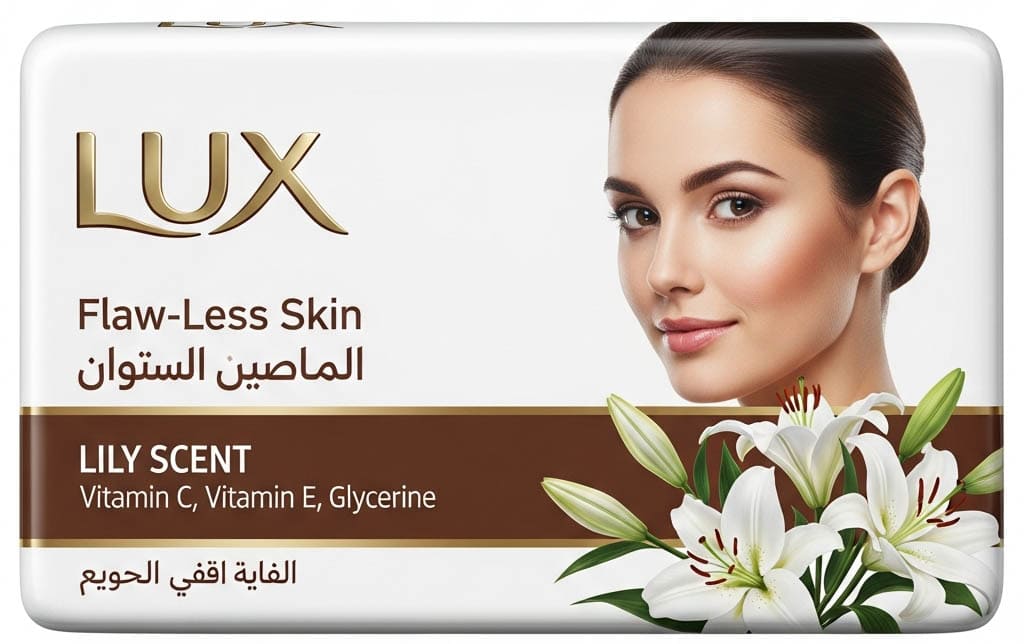 LUX
Flaw-Less Skin
الماصين الستوان
LILY SCENT
Vitamin C, Vitamin E, Glycerine
الفاية اقفي الحويع